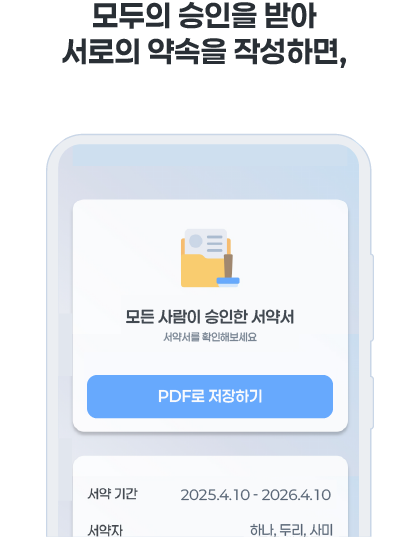 모두의 승인을 받아
서로의 약속을 작성하면,
모든 사람이 승인한 서약서
서약서를 확인해보세요
PDF로 저장하기
서약 기간 2025.4.10 - 2026.4.10
서약자 하나, 두리, 사미